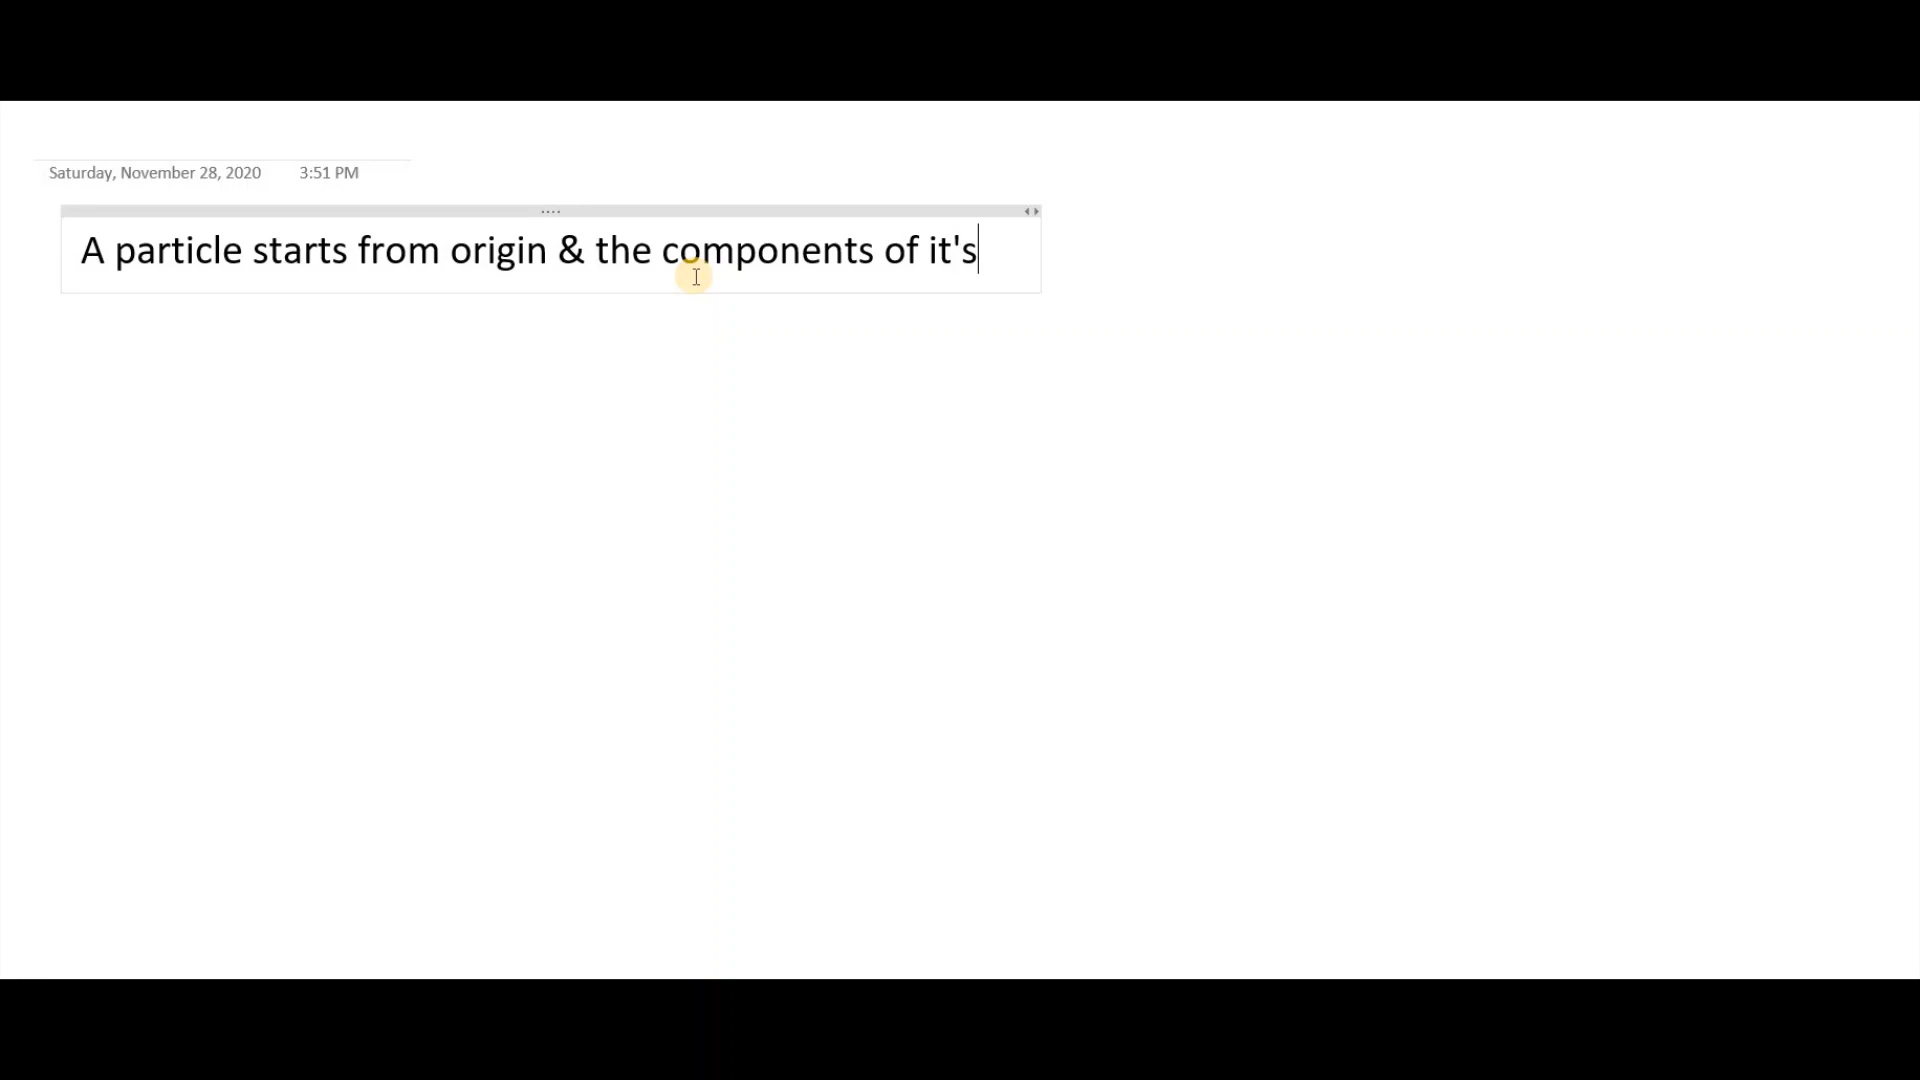 Saturday, November 28, 2020 3:51 PM
A particle starts from origin & the components of it's